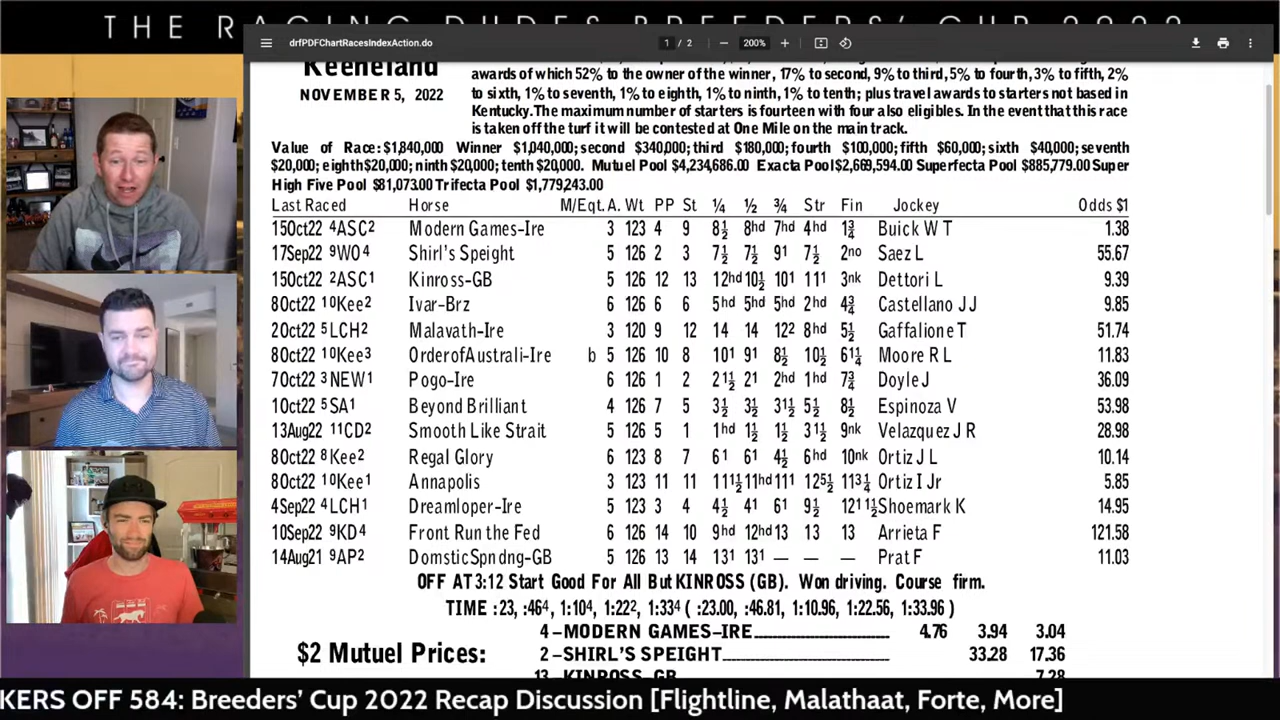 THE RACING DUDES BREEDERS' CUP 2022
drfPDFChartRacesIndexAction.do
1 / 2
200%
Keeneland
NOVEMBER 5, 2022
awards of which 52% to the owner of the winner, 17% to second, 9% to third, 5% to fourth, 3% to fifth, 2%
to sixth, 1% to seventh, 1% to eighth, 1% to ninth, 1% to tenth; plus travel awards to starters not based in
Kentucky.The maximum number of starters is fourteen with four also eligibles. In the event that this race
is taken off the turf it will be contested at One Mile on the main track.
Value of Race: $1,840,000 Winner $1,040,000; second $340,000; third $180,000; fourth $100,000; fifth $60,000; sixth $40,000; seventh
$20,000; eighth $20,000; ninth $20,000; tenth $20,000. Mutuel Pool $4,234,686.00 Exacta Pool $2,669,594.00 Superfecta Pool $885,779.00 Super
High Five Pool $81,073.00 Trifecta Pool $1,779,243.00
Last Raced Horse M/Eqt. A. Wt PP St ¼ ½ ¾ Str Fin Jockey Odds $1
15Oct22 4ASC2 Modern Games-Ire 3 123 4 9 8½ 8hd 7hd 4hd 1¾ Buick W T 1.38
17Sep22 9WO4 Shirl's Speight 5 126 2 3 7½ 7½ 91 7½ 2no Saez L 55.67
15Oct22 2ASC1 Kinross-GB 5 126 12 13 12hd 10½ 101 111 3nk Dettori L 9.39
8Oct22 10Kee2 Ivar-Brz 6 126 6 6 5hd 5hd 5hd 2hd 4¾ Castellano J J 9.85
2Oct22 5LCH2 Malavath-Ire 3 120 9 12 14 14 122 8hd 5½ Gaffalione T 51.74
8Oct22 10Kee3 OrderofAustrali-Ire b 5 126 10 8 101 91 8½ 10½ 61¼ Moore R L 11.83
7Oct22 3NEW1 Pogo-Ire 6 126 1 2 21½ 21 2hd 1hd 7¾ Doyle J 36.09
1Oct22 5SA1 Beyond Brilliant 4 126 7 5 3½ 3½ 31½ 5½ 8½ Espinoza V 53.98
13Aug22 11CD2 Smooth Like Strait 5 126 5 1 1hd 1½ 1½ 31½ 9nk Velazquez J R 28.98
8Oct22 8Kee2 Regal Glory 6 123 8 7 61 61 4½ 6hd 10nk Ortiz J L 10.14
8Oct22 10Kee1 Annapolis 3 123 11 11 111½ 11hd 111 125½ 113¼ Ortiz I Jr 5.85
4Sep22 4LCH1 Dreamloper-Ire 5 123 3 4 4½ 41 61 9½ 1211½ Shoemark K 14.95
10Sep22 9KD4 Front Run the Fed 6 126 14 10 9hd 12hd 13 13 13 Arrieta F 121.58
14Aug21 9AP2 DomsticSpndng-GB 5 126 13 14 131 131 — — — Prat F 11.03
OFF AT 3:12 Start Good For All But KINROSS (GB). Won driving. Course firm.
TIME :23, :464, 1:104, 1:222, 1:334 ( :23.00, :46.81, 1:10.96, 1:22.56, 1:33.96 )
$2 Mutuel Prices:
4 –MODERN GAMES–IRE 4.76 3.94 3.04
2 –SHIRL'S SPEIGHT 33.28 17.36
13 KINROSS GB 7.28
KERS OFF 584: Breeders' Cup 2022 Recap Discussion [Flightline, Malathaat, Forte, More]